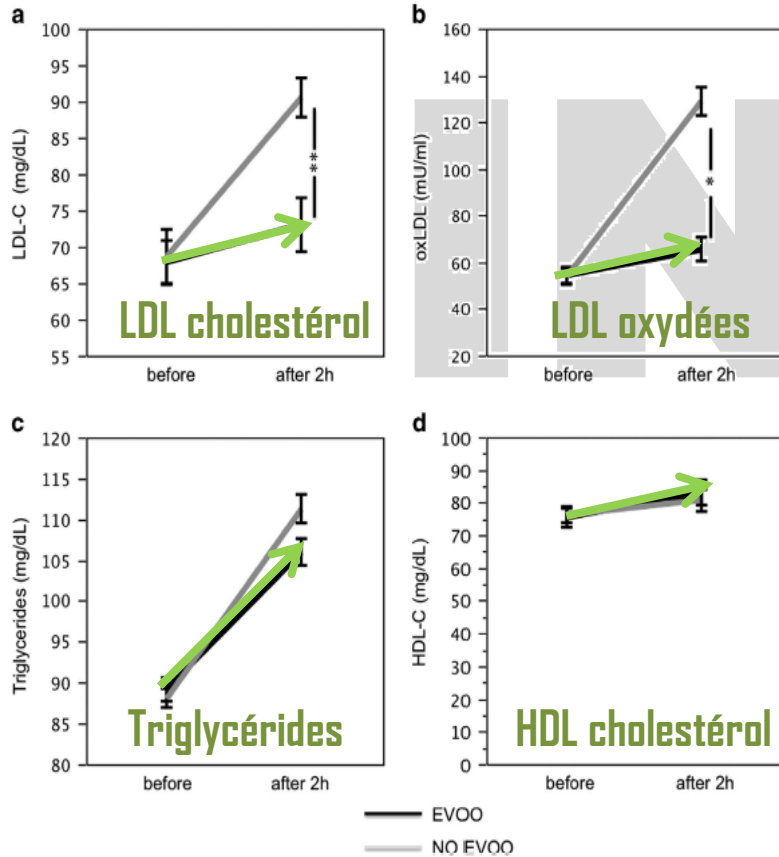 a
LDL-C (mg/dL)
95
90
85
80
75
70
65
60
55
**
LDL cholestérol
before
after 2h
b
oxLDL (mU/ml)
160
140
120
100
80
60
40
20
*
LDL oxydées
before
after 2h
c
Triglycerides (mg/dL)
120
115
110
105
100
95
90
85
80
Triglycérides
before
after 2h
d
HDL-C (mg/dL)
100
90
80
70
60
50
40
30
20
10
0
HDL cholestérol
before
after 2h
EVOO
NO EVOO